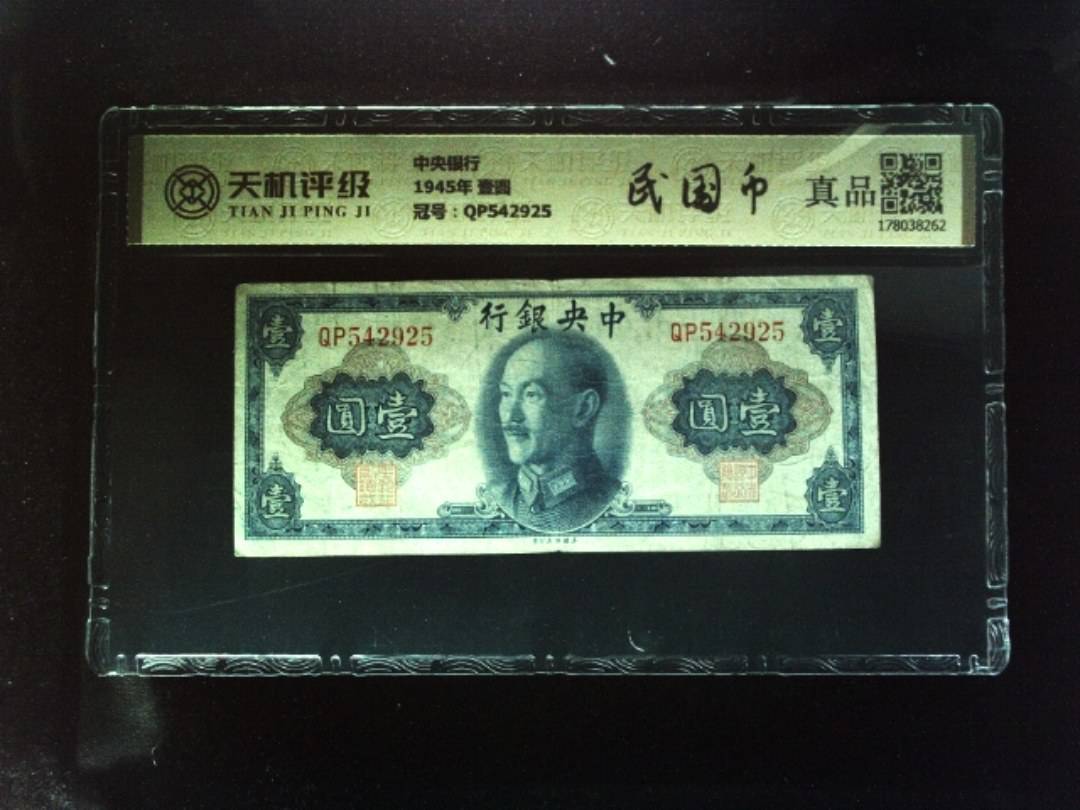 天机评级
TIAN JI PING JI
中央银行
1945年 壹圆
冠号：QP542925
民国币
真品
178038262
行銀央中
壹
QP542925
QP542925
壹
圓壹
圓壹
壹
壹